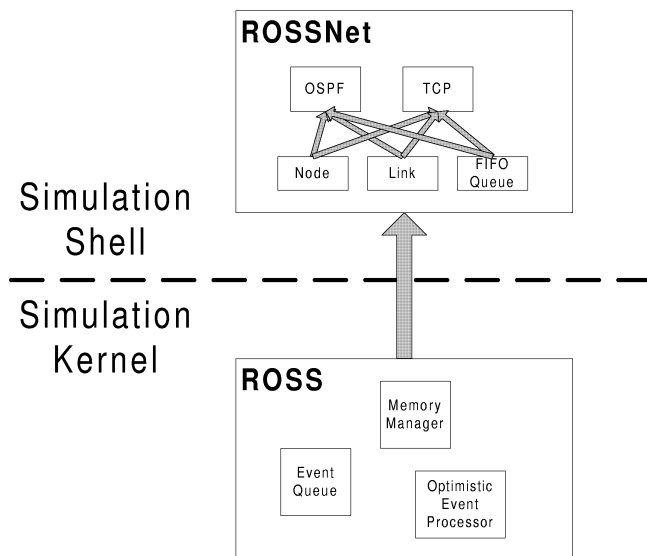 ROSSNet
OSPF
TCP
Node
Link
FIFO
Queue
Simulation
Shell
Simulation
Kernel
ROSS
Memory
Manager
Event
Queue
Optimistic
Event
Processor